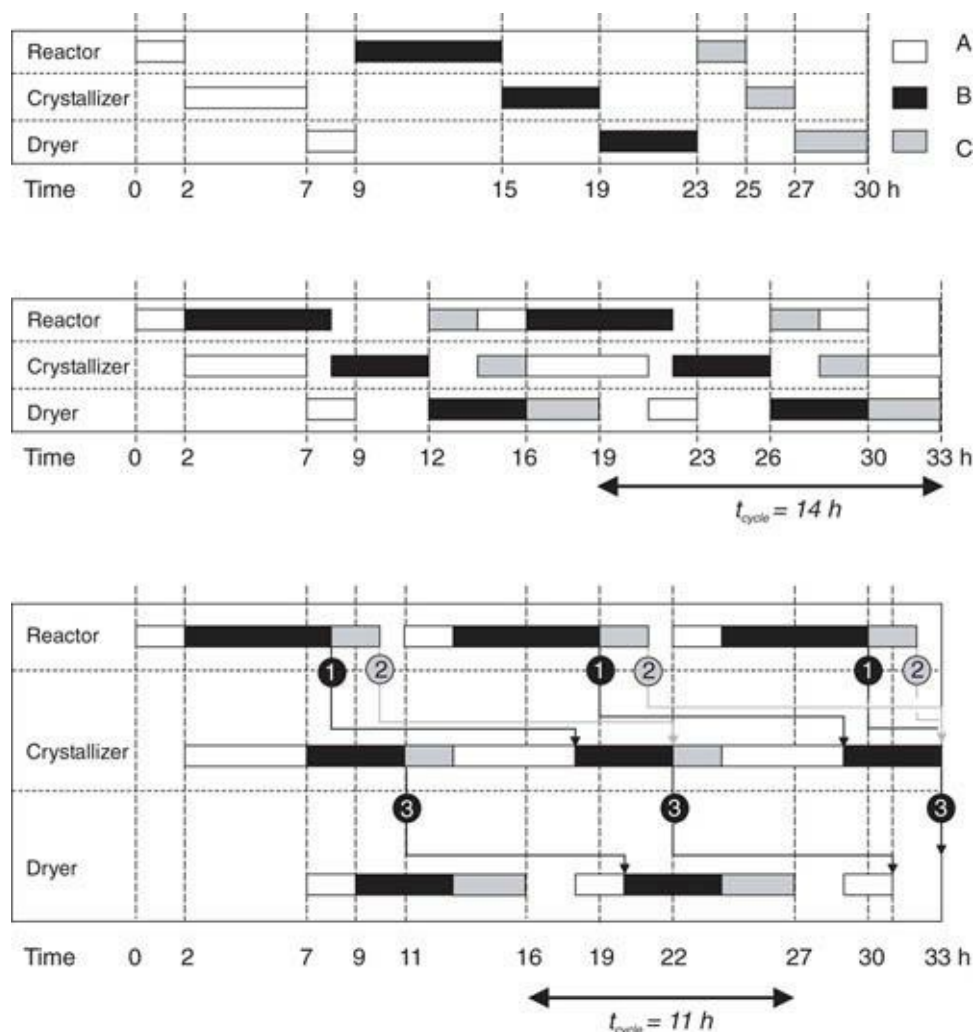 Reactor
A
Crystallizer
B
Dryer
C
Time 0 2 7 9 15 19 23 25 27 30 h
Reactor
Crystallizer
Dryer
Time 0 2 7 9 12 16 19 23 26 30 33 h
tcycle = 14 h
Reactor
1 2 1 2 1 2
Crystallizer
3 3 3
Dryer
Time 0 2 7 9 11 16 19 22 27 30 33 h
tcycle = 11 h